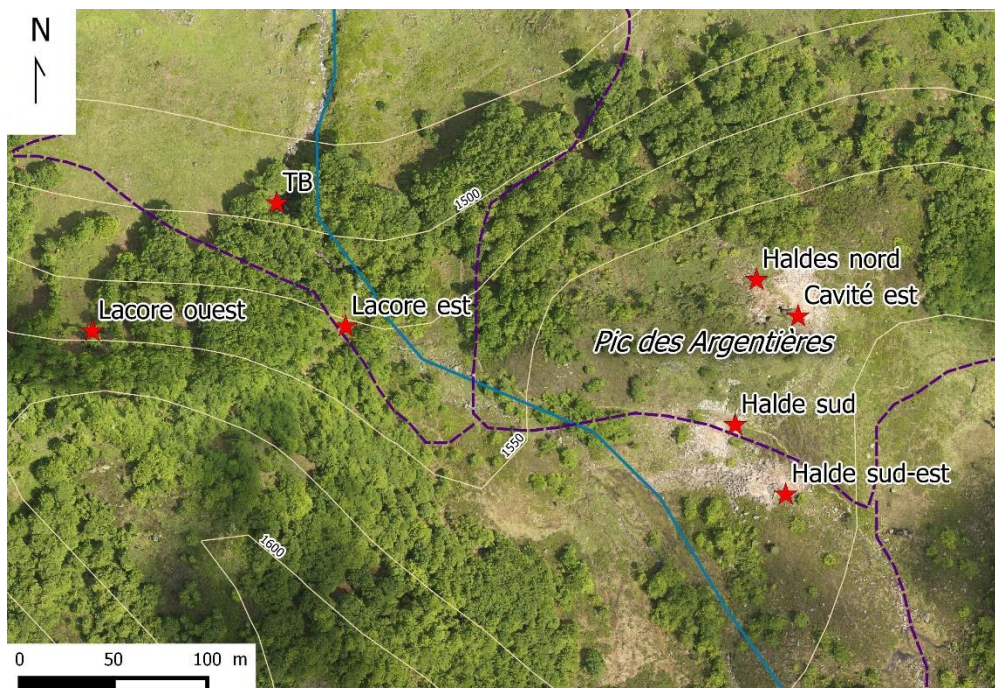 N
TB
1500
Haldes nord
Cavité est
Lacore ouest
Lacore est
Pic des Argentières
Halde sud
1550
Halde sud-est
1600
0 50 100 m